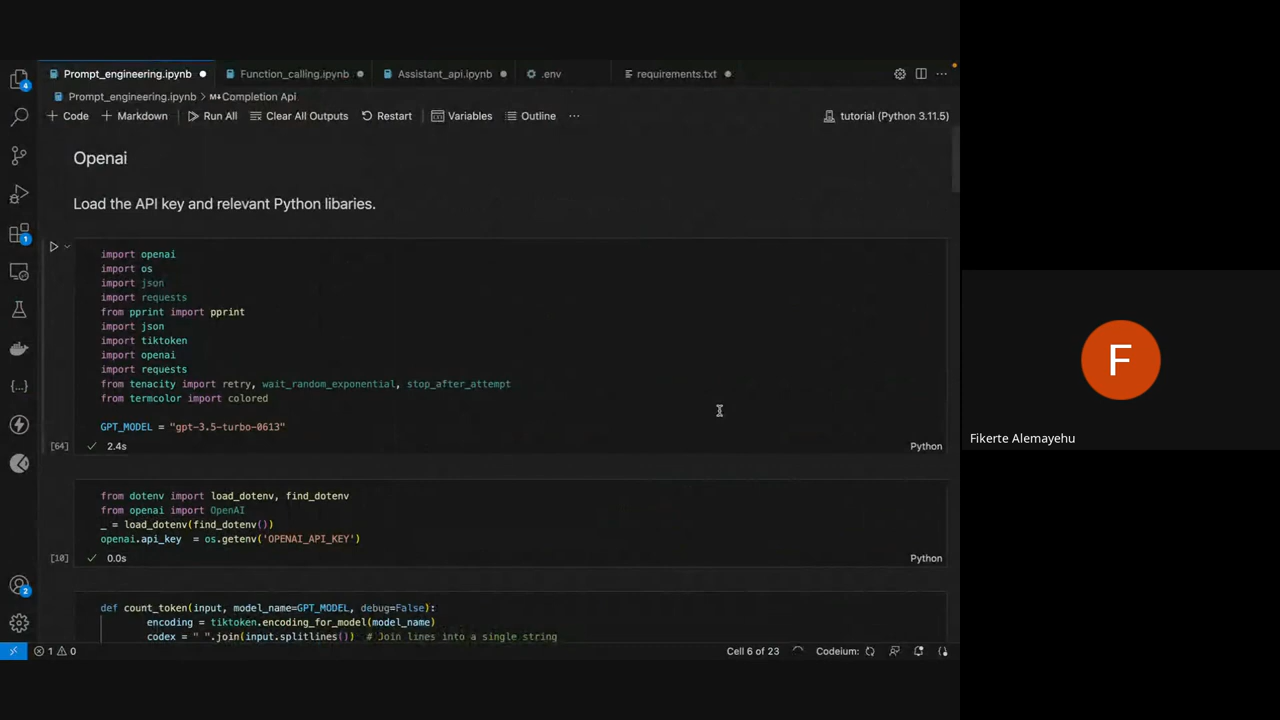 Prompt_engineering.ipynb Function_calling.ipynb Assistant_api.ipynb .env requirements.txt
Prompt_engineering.ipynb > M↓ Completion Api
+ Code + Markdown Run All Clear All Outputs Restart Variables Outline ... tutorial (Python 3.11.5)
4
1
2
Openai
Load the API key and relevant Python libaries.
import openai
import os
import json
import requests
from pprint import pprint
import json
import tiktoken
import openai
import requests
from tenacity import retry, wait_random_exponential, stop_after_attempt
from termcolor import colored
GPT_MODEL = "gpt-3.5-turbo-0613"
[64] ✓ 2.4s Python
from dotenv import load_dotenv, find_dotenv
from openai import OpenAI
_ = load_dotenv(find_dotenv())
openai.api_key  = os.getenv('OPENAI_API_KEY')
[10] ✓ 0.0s Python
def count_token(input, model_name=GPT_MODEL, debug=False):
encoding = tiktoken.encoding_for_model(model_name)
codex = " ".join(input.splitlines())  # Join lines into a single string
1 0 Cell 6 of 23 Codeium:
F
Fikerte Alemayehu